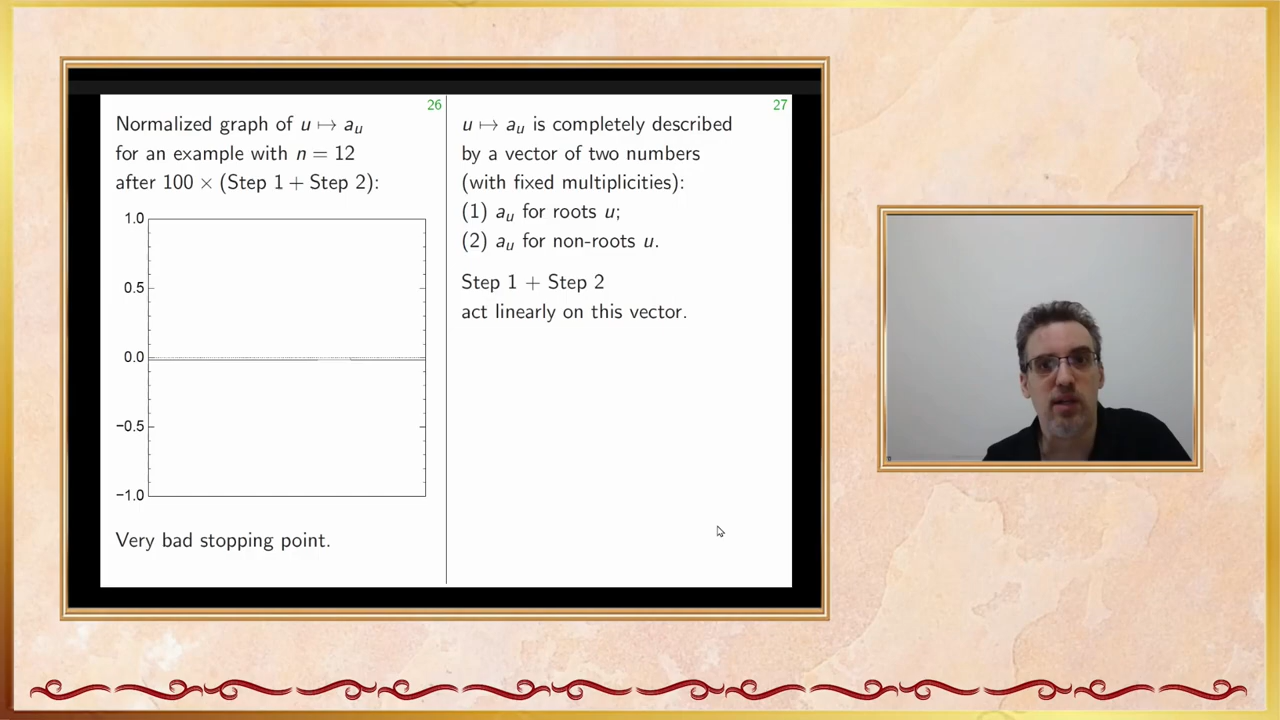 26
Normalized graph of u ↦ a_u
for an example with n = 12
after 100 × (Step 1 + Step 2):
1.0
0.5
0.0
−0.5
−1.0
Very bad stopping point.
27
u ↦ a_u is completely described
by a vector of two numbers
(with fixed multiplicities):
(1) a_u for roots u;
(2) a_u for non-roots u.
Step 1 + Step 2
act linearly on this vector.